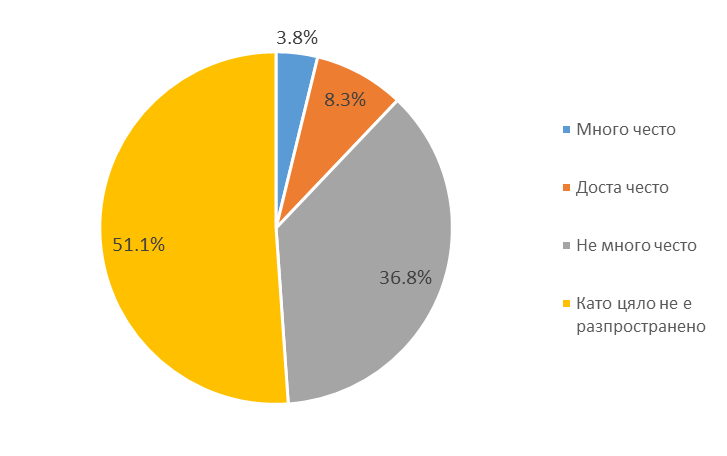 3.8%
8.3%
36.8%
51.1%
Много често
Доста често
Не много често
Като цяло не е
разпространено